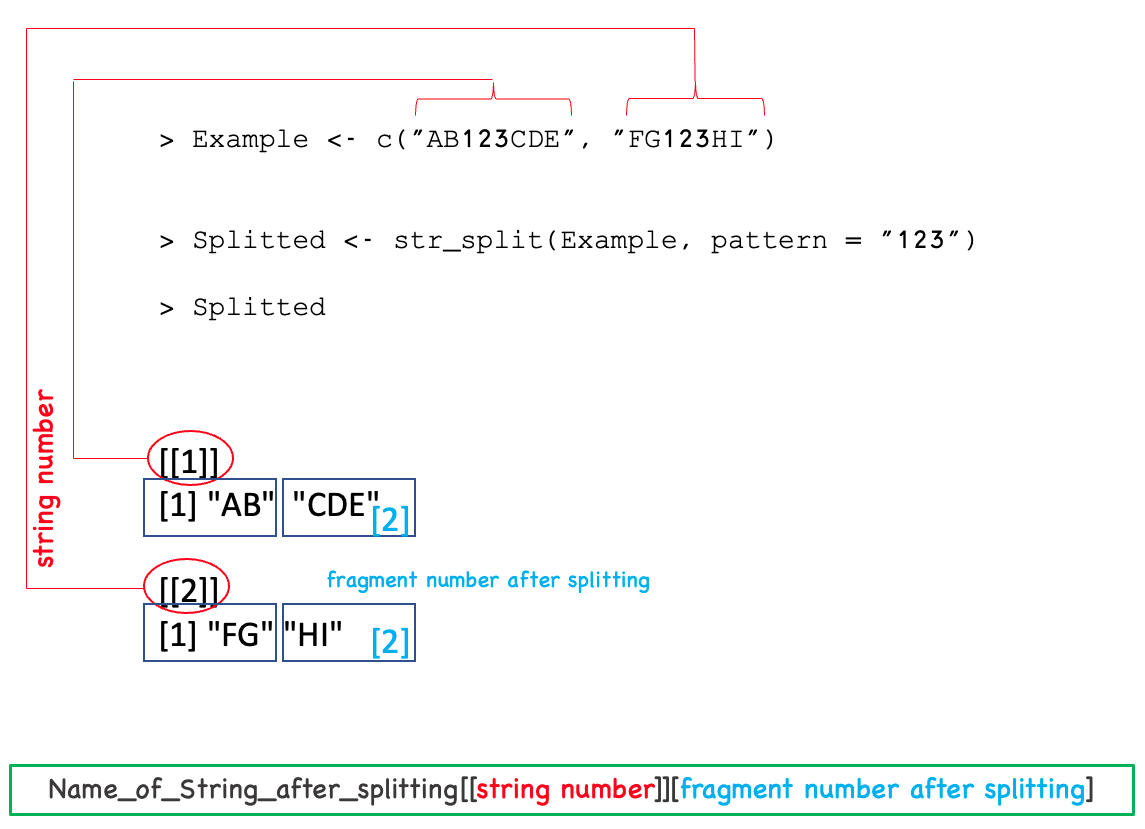 > Example <- c("AB123CDE", "FG123HI")
> Splitted <- str_split(Example, pattern = "123")
> Splitted
string number
[[1]]
[1] "AB" "CDE" [2]
[[2]]
fragment number after splitting
[1] "FG" "HI" [2]
Name_of_String_after_splitting[[string number]][fragment number after splitting]